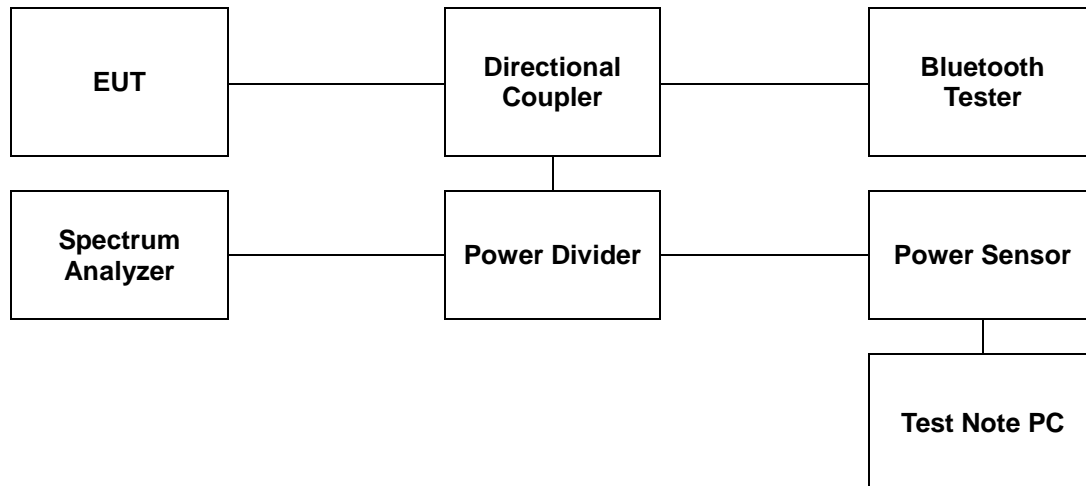 EUT
Directional
Coupler
Bluetooth
Tester
Spectrum
Analyzer
Power Divider
Power Sensor
Test Note PC